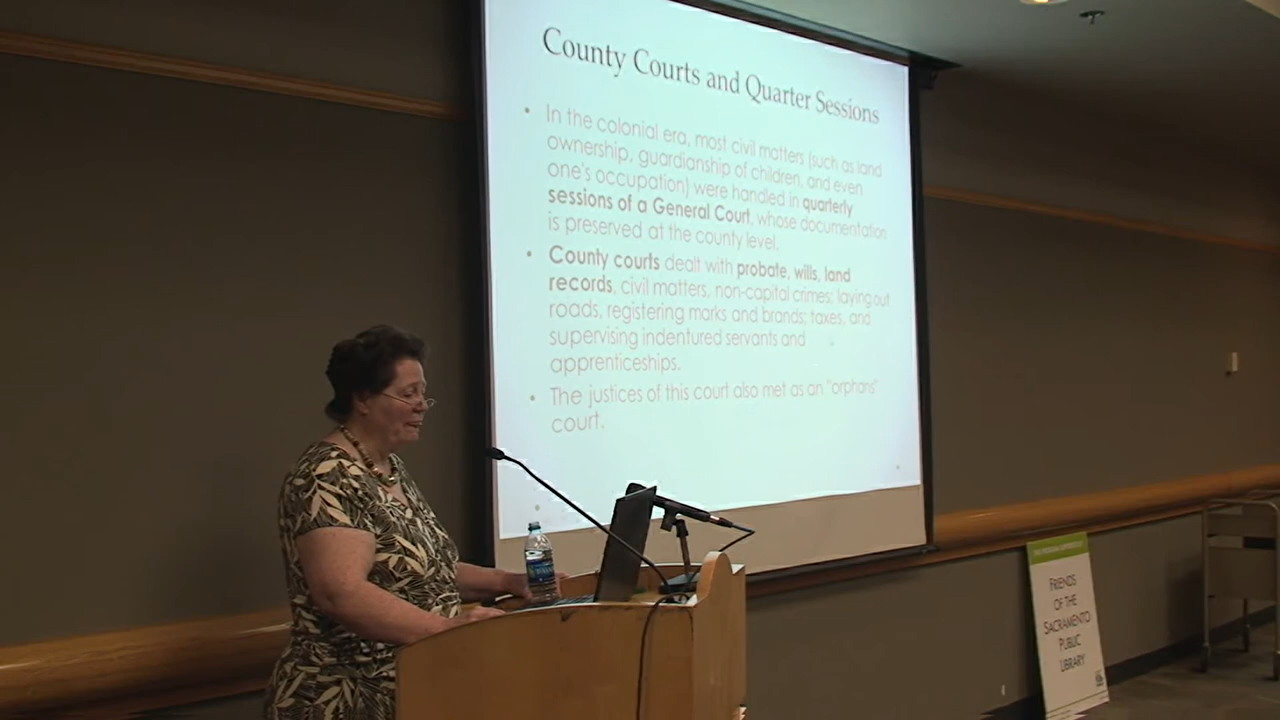 County Courts and Quarter Sessions
• In the colonial era, most civil matters (such as land
ownership, guardianship of children, and even
one's occupation) were handled in quarterly
sessions of a General Court, whose documentation
is preserved at the county level.
• County courts dealt with probate, wills, land
records, civil matters, non-capital crimes; laying out
roads, registering marks and brands; taxes, and
supervising indentured servants and
apprenticeships.
• The justices of this court also met as an "orphans'
court.
FRIENDS
OF THE
SACRAMENTO
PUBLIC
LIBRARY